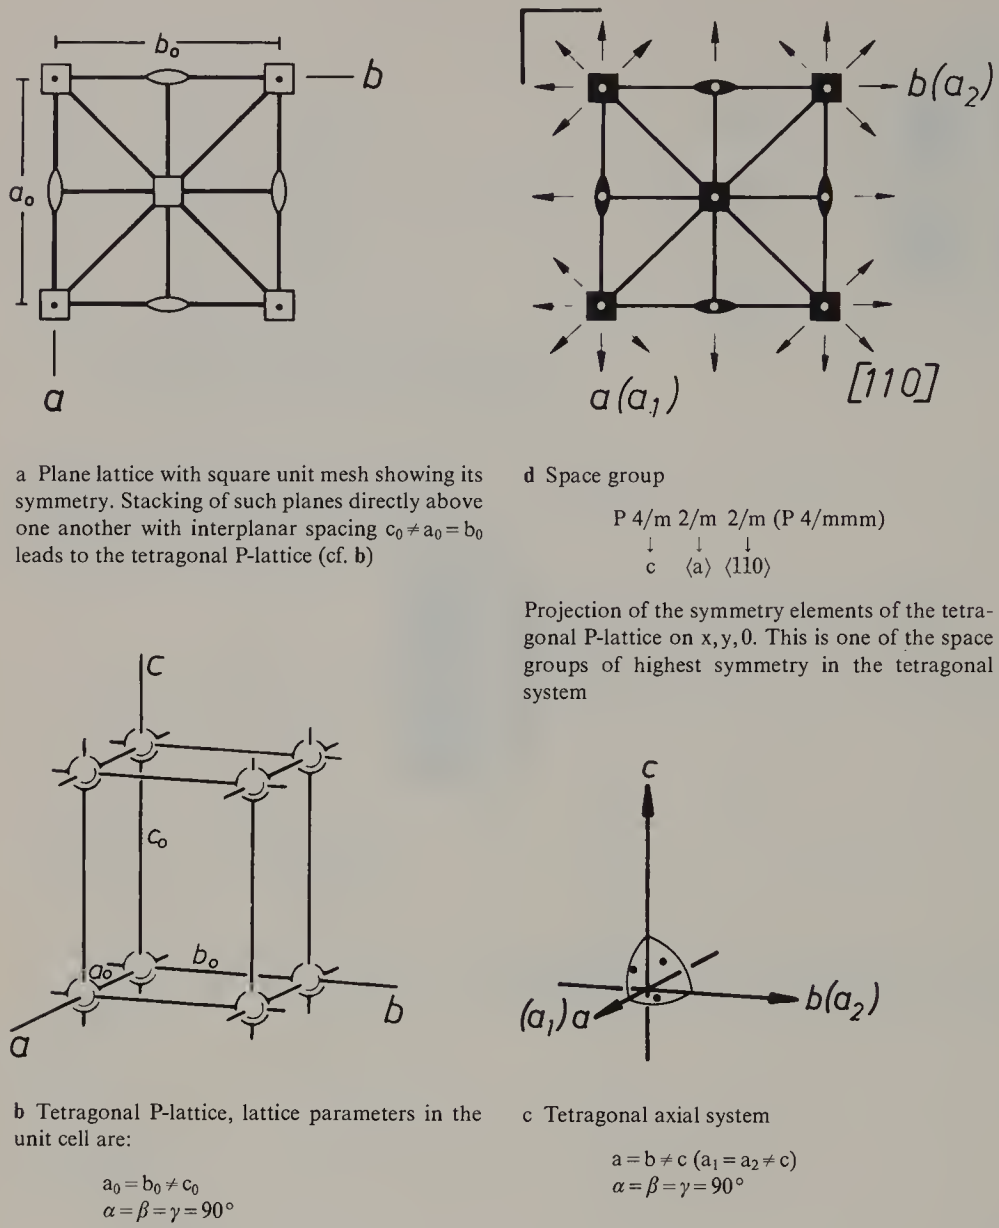 b₀
b
a₀
a
a Plane lattice with square unit mesh showing its
symmetry. Stacking of such planes directly above
one another with interplanar spacing c₀ ≠ a₀ = b₀
leads to the tetragonal P-lattice (cf. b)
c
c₀
a₀
b₀
b
a
b Tetragonal P-lattice, lattice parameters in the
unit cell are:
a₀ = b₀ ≠ c₀
α = β = γ = 90°
b(a₂)
a(a₁)
[110]
d Space group
P 4/m 2/m 2/m (P 4/mmm)
↓ ↓ ↓
c ⟨a⟩ ⟨110⟩
Projection of the symmetry elements of the tetra-
gonal P-lattice on x, y, 0. This is one of the space
groups of highest symmetry in the tetragonal
system
c
(a₁) a
b(a₂)
c Tetragonal axial system
a = b ≠ c (a₁ = a₂ ≠ c)
α = β = γ = 90°